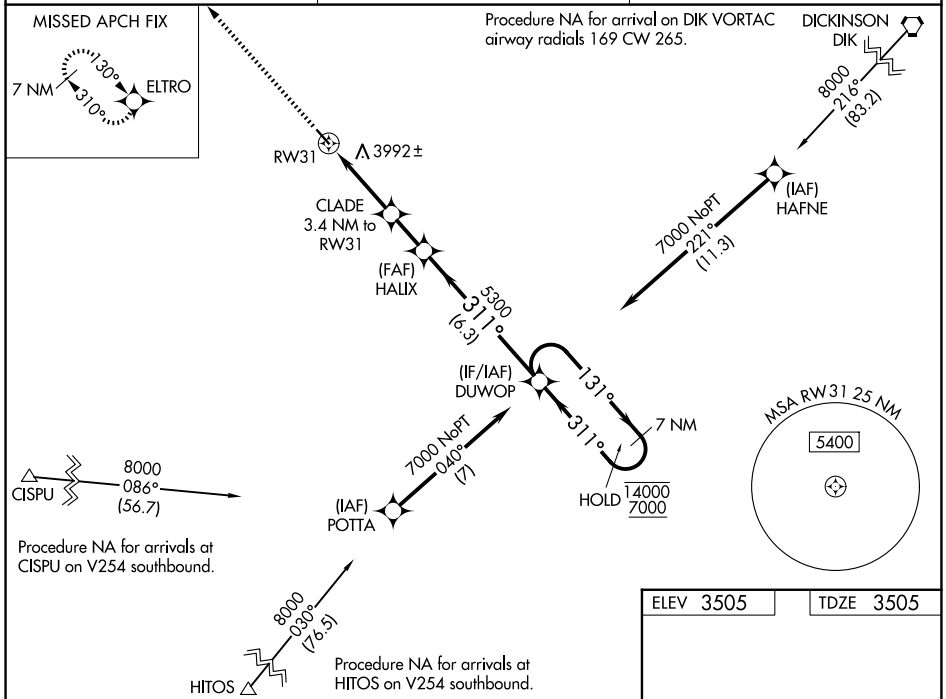 MISSED APCH FIX
7 NM
130°
310°
ELTRO
Procedure NA for arrival on DIK VORTAC
airway radials 169 CW 265.
DICKINSON
DIK
8000
216°
(83.2)
RW31
3992±
(IAF)
HAFNE
CLADE
3.4 NM to
RW31
7000 NoPT
221°
(11.3)
(FAF)
HALIX
5300
311°
(6.3)
(IF/IAF)
DUWOP
131°
311°
7 NM
HOLD
14000
7000
MSA RW31 25 NM
5400
7000 NoPT
040°
(7)
(IAF)
POTTA
CISPU
8000
086°
(56.7)
Procedure NA for arrivals at
CISPU on V254 southbound.
8000
030°
(76.5)
HITOS
Procedure NA for arrivals at
HITOS on V254 southbound.
ELEV 3505
TDZE 3505